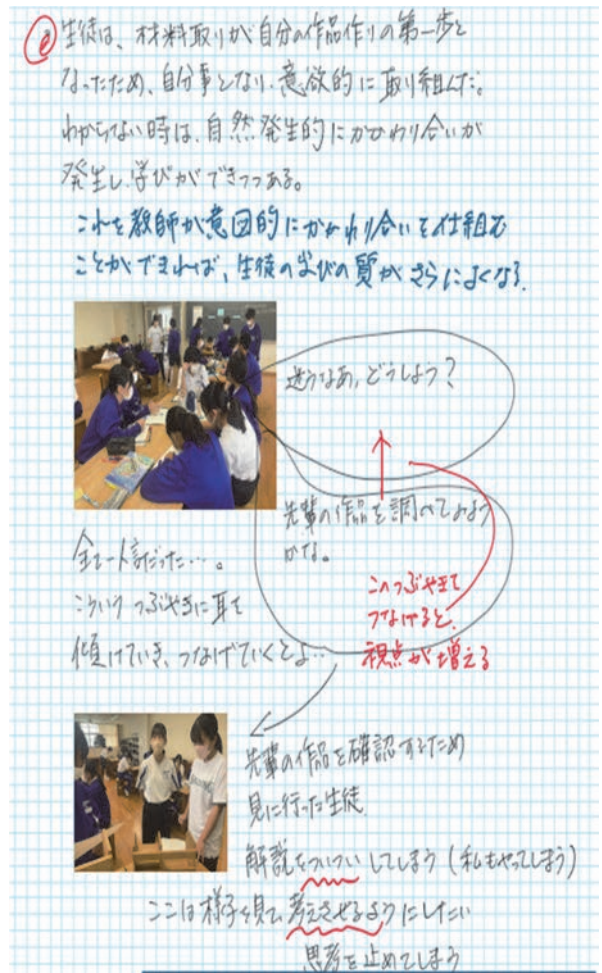 生徒は、材料取りが自分の作品作りの第一歩と
なったため、自分事となり、意欲的に取り組んだ。
わからない時は、自然発生的にかかわり合いが
発生し、学びができつつある。
これを教師が意図的にかかわり合いを仕組む
ことができれば、生徒の学びの質がさらによくなる。
迷うなあ、どうしよう?
先輩の作品を調べてみよう
かな。
このつぶやきを
つなげると、
視点が増える
全て一人言だった…。
こういうつぶやきに耳を
傾けていき、つなげていくとよ…
先輩の作品を確認するため
見に行った生徒
解説をついついしてしまう(私もやってしまう)
ここは様子を見て、考えさせるようにしたい
思考を止めてしまう